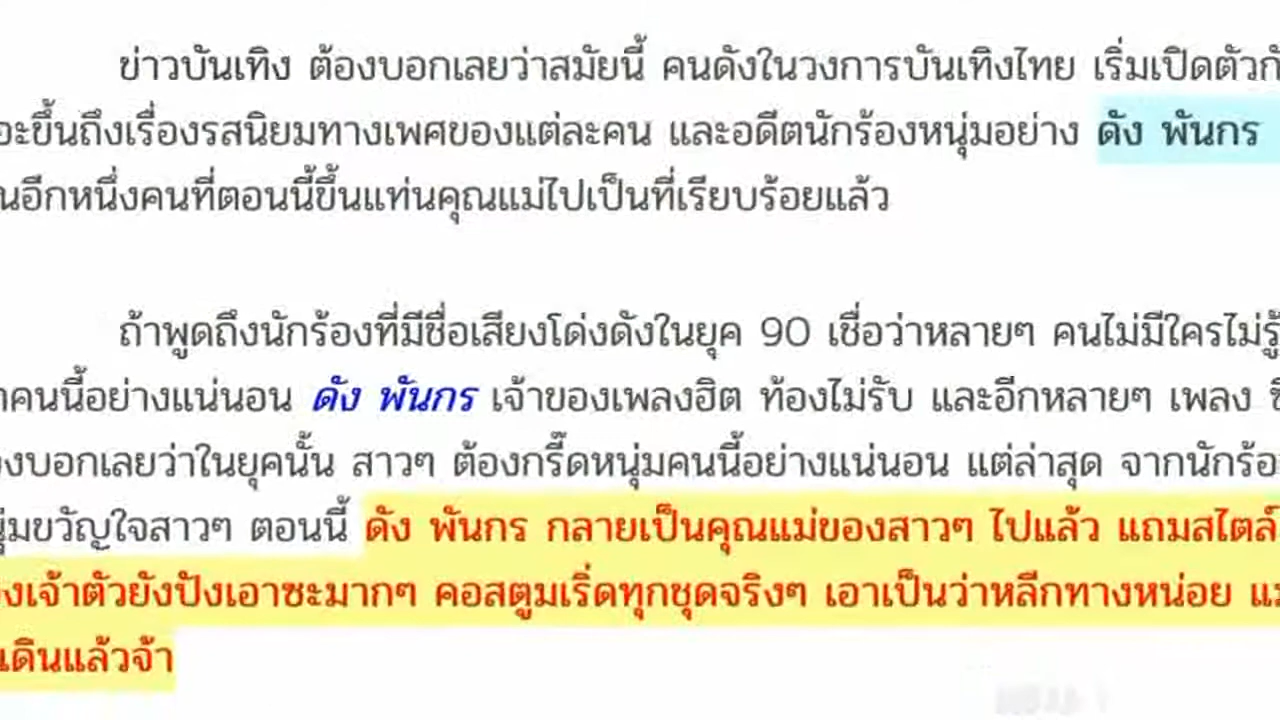 ข่าวบันเทิง ต้องบอกเลยว่าสมัยนี้ คนดังในวงการบันเทิงไทย เริ่มเปิดตัวกั
อะขึ้นถึงเรื่องรสนิยมทางเพศของแต่ละคน และอดีตนักร้องหนุ่มอย่าง ดัง พันกร
นอีกหนึ่งคนที่ตอนนี้ขึ้นแท่นคุณแม่ไปเป็นที่เรียบร้อยแล้ว
ถ้าพูดถึงนักร้องที่มีชื่อเสียงโด่งดังในยุค 90 เชื่อว่าหลายๆ คนไม่มีใครไม่รู้
าคนนี้อย่างแน่นอน ดัง พันกร เจ้าของเพลงฮิต ท้องไม่รับ และอีกหลายๆ เพลง ซึ
องบอกเลยว่าในยุคนั้น สาวๆ ต้องกรี๊ดหนุ่มคนนี้อย่างแน่นอน แต่ล่าสุด จากนักร้อ
นุ่มขวัญใจสาวๆ ตอนนี้ ดัง พันกร กลายเป็นคุณแม่ของสาวๆ ไปแล้ว แถมสไตล์
งเจ้าตัวยังปังเอาซะมากๆ คอสตูมเริ่ดทุกชุดจริงๆ เอาเป็นว่าหลีกทางหน่อย แม
เดินแล้วจ้า